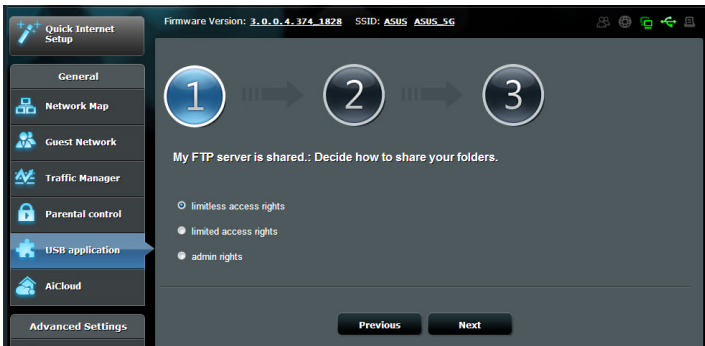 Quick Internet
Setup
Firmware Version: 3.0.0.4.374_1828 SSID: ASUS ASUS_5G
General
Network Map
Guest Network
Traffic Manager
Parental control
USB application
AiCloud
Advanced Settings
1
2
3
My FTP server is shared.: Decide how to share your folders.
limitless access rights
limited access rights
admin rights
Previous
Next